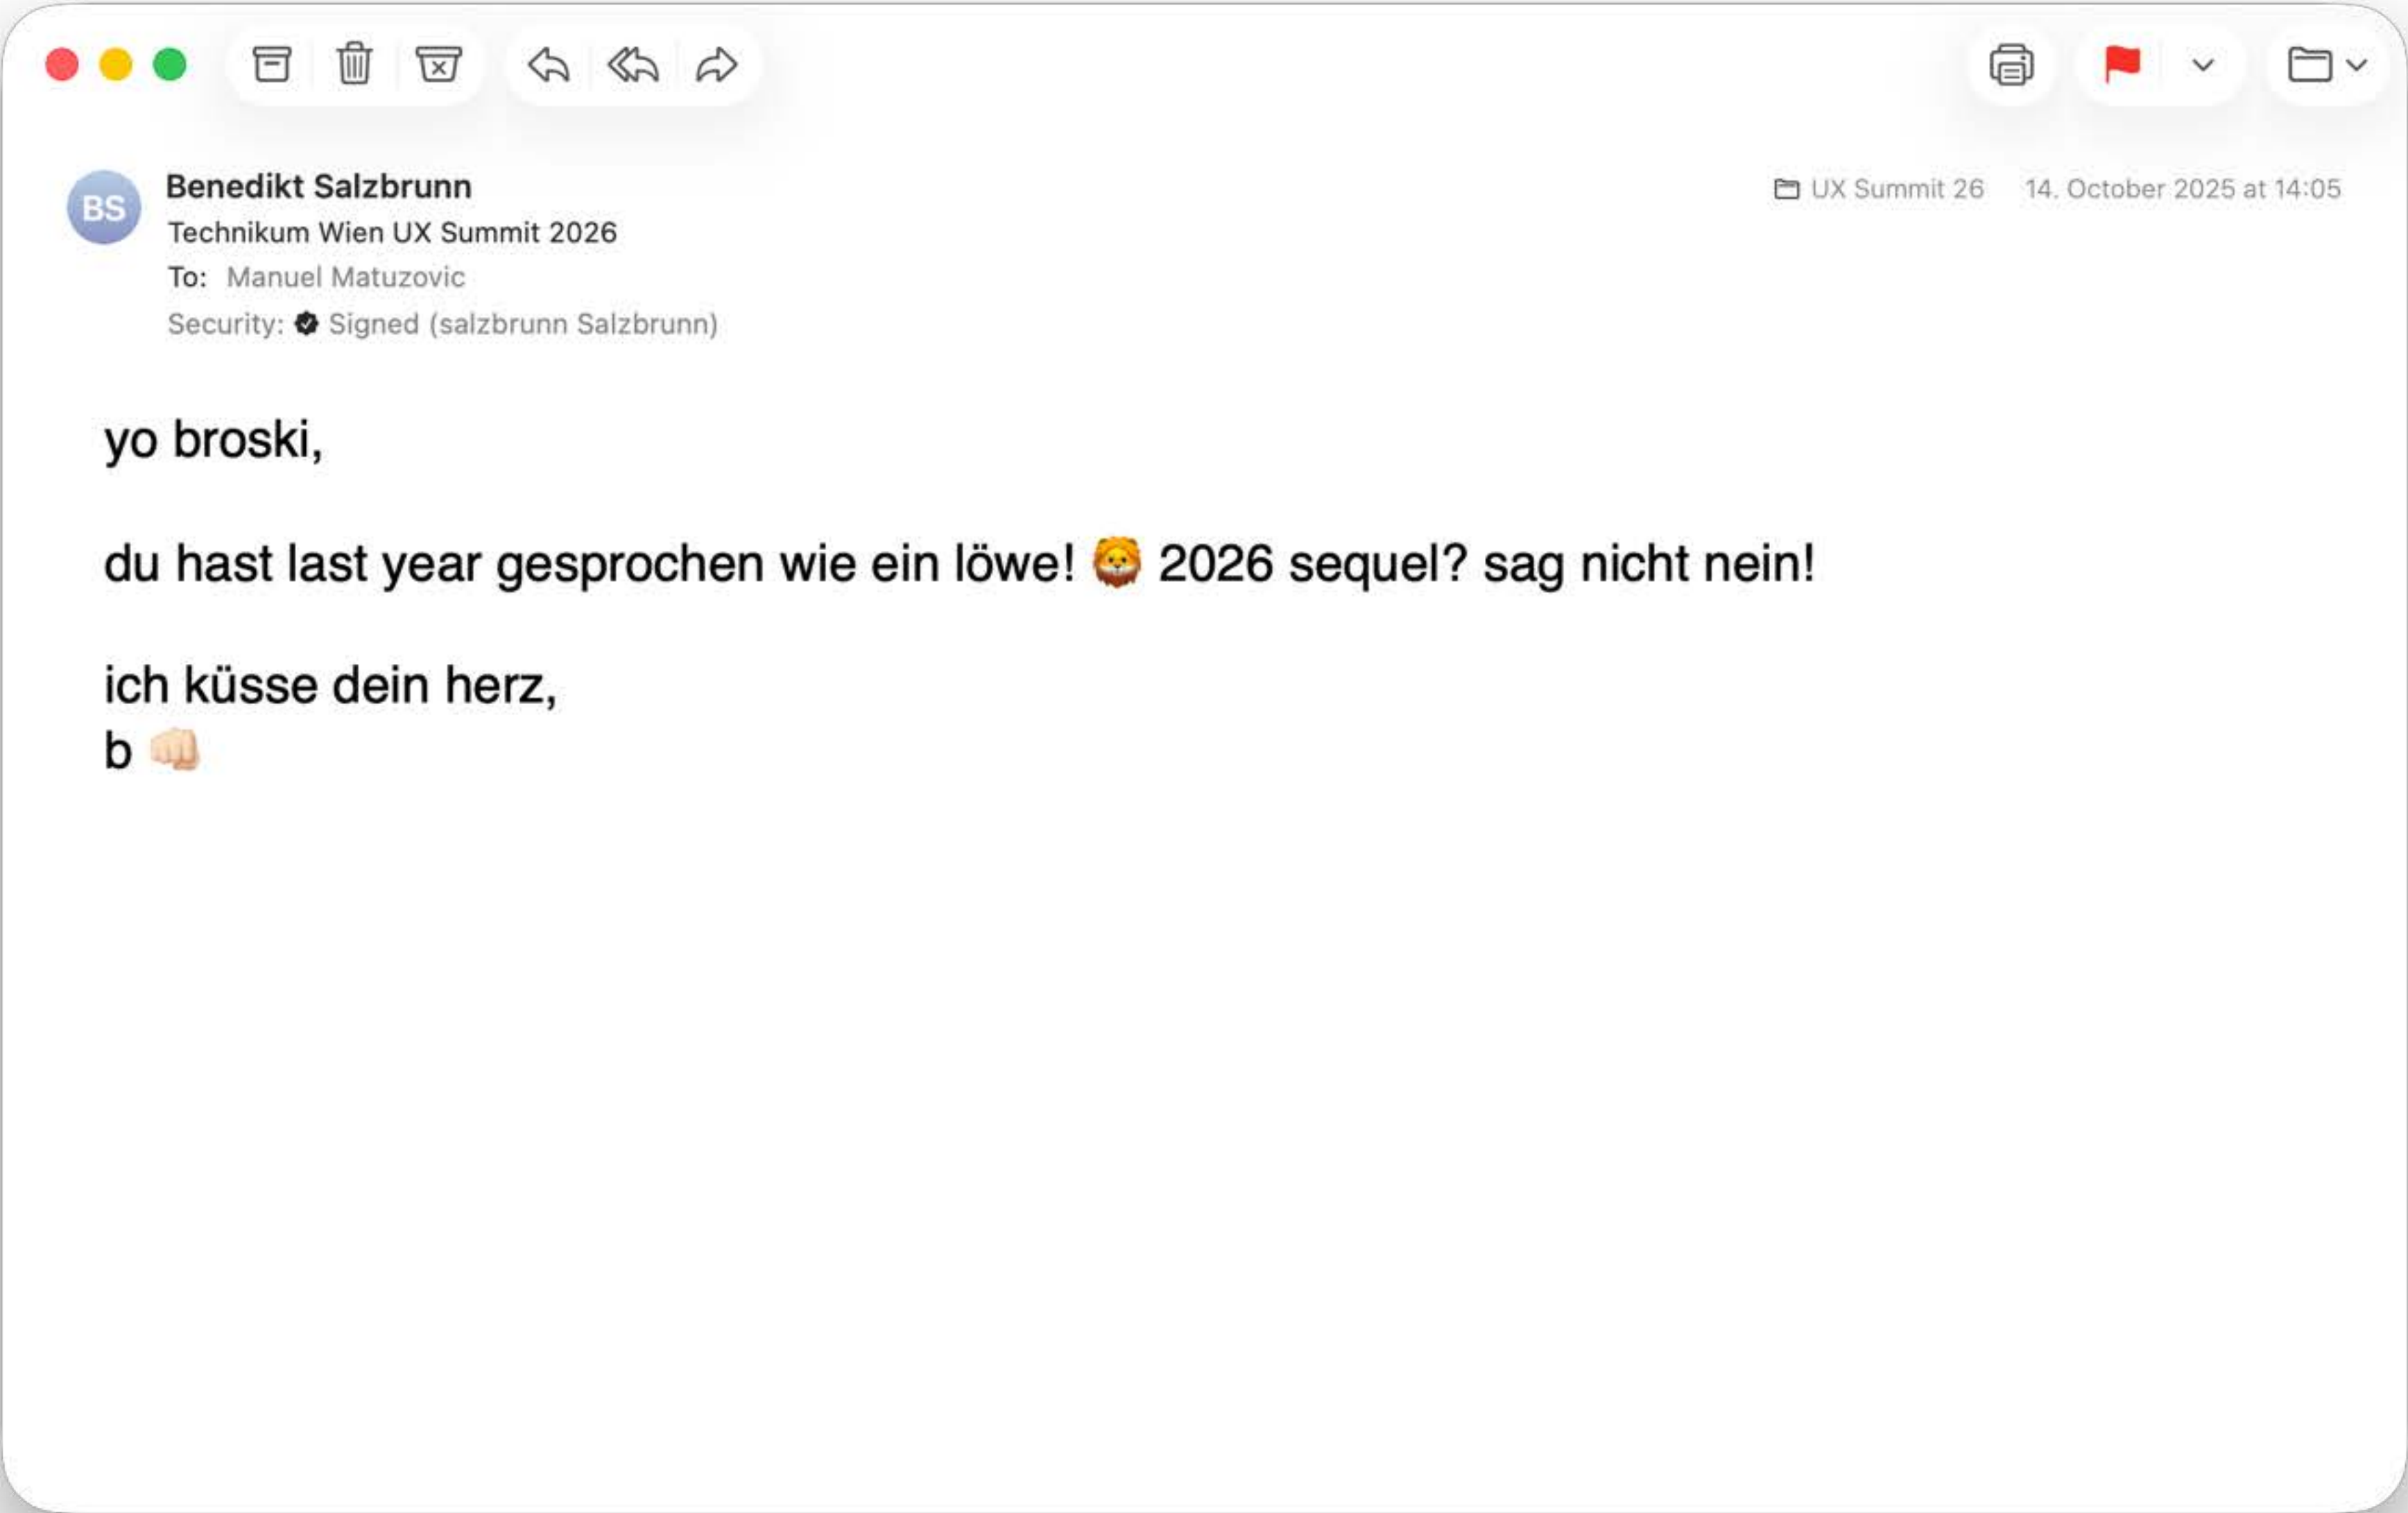 BS
Benedikt Salzbrunn
UX Summit 26 14. October 2025 at 14:05
Technikum Wien UX Summit 2026
To: Manuel Matuzovic
Security: Signed (salzbrunn Salzbrunn)
yo broski,
du hast last year gesprochen wie ein löwe! 🦁 2026 sequel? sag nicht nein!
ich küsse dein herz,
b 👊🏻